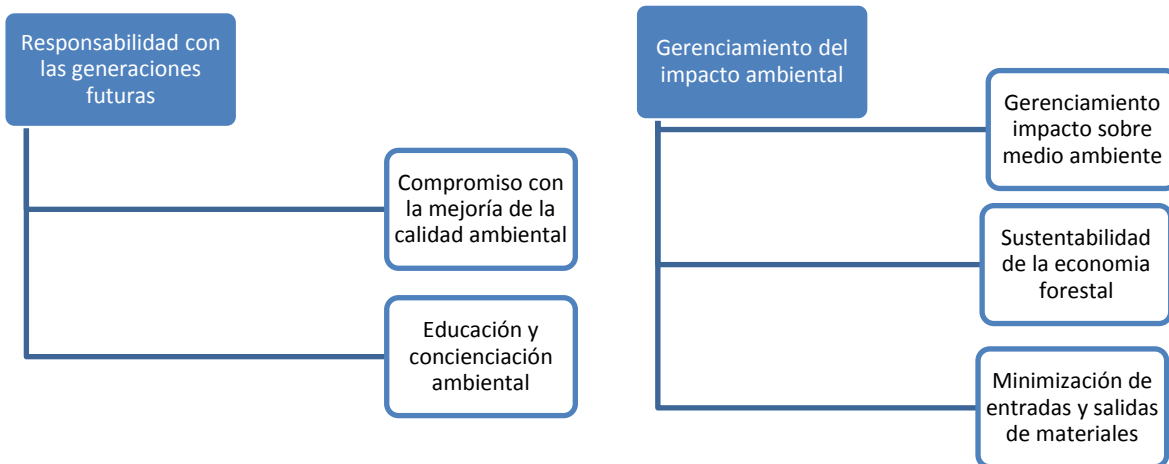 Responsabilidad con
las generaciones
futuras
Compromiso con
la mejoría de la
calidad ambiental
Educación y
concienciación
ambiental
Gerenciamiento del
impacto ambiental
Gerenciamiento
impacto sobre
medio ambiente
Sustentabilidad
de la economia
forestal
Minimización de
entradas y salidas
de materiales